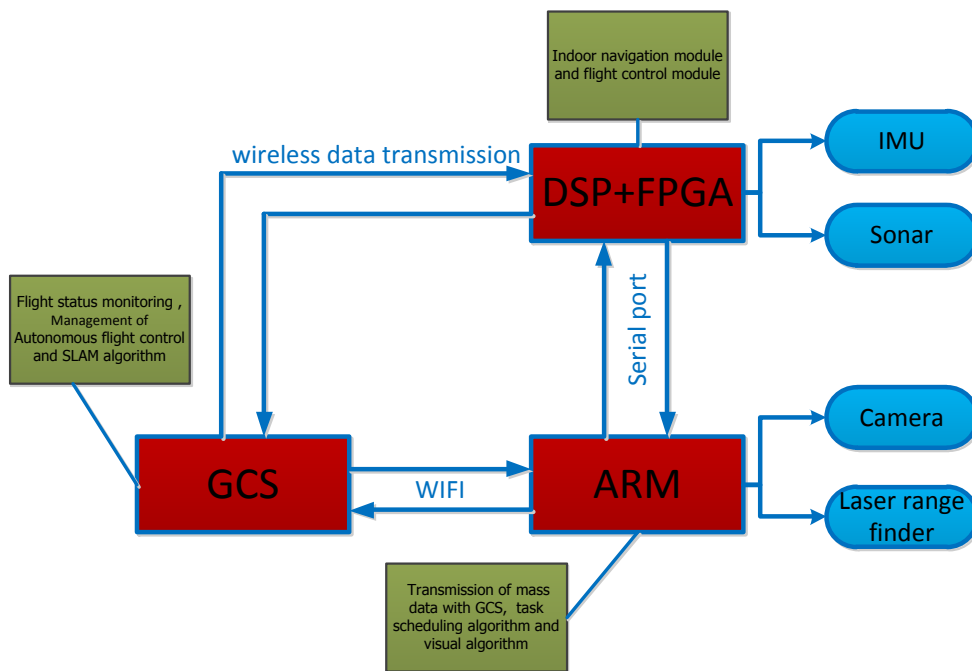 Indoor navigation module
and flight control module
wireless data transmission
DSP+FPGA
IMU
Sonar
Serial port
Flight status monitoring ,
Management of
Autonomous flight control
and SLAM algorithm
GCS
WIFI
ARM
Camera
Laser range
finder
Transmission of mass
data with GCS, task
scheduling algorithm and
visual algorithm